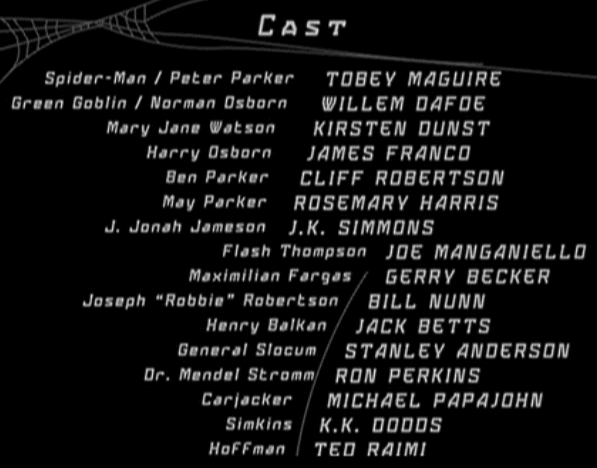 CAST
Spider-Man / Peter Parker TOBEY MAGUIRE
Green Goblin / Norman Osborn WILLEM DAFOE
Mary Jane Watson KIRSTEN DUNST
Harry Osborn JAMES FRANCO
Ben Parker CLIFF ROBERTSON
May Parker ROSEMARY HARRIS
J. Jonah Jameson J.K. SIMMONS
Flash Thompson JOE MANGANIELLO
Maximilian Fargas GERRY BECKER
Joseph "Robbie" Robertson BILL NUNN
Henry Balkan JACK BETTS
General Slocum STANLEY ANDERSON
Dr. Mendel Stromm RON PERKINS
Carjacker MICHAEL PAPAJOHN
Simkins K.K. DODDS
Hoffman TED RAIMI